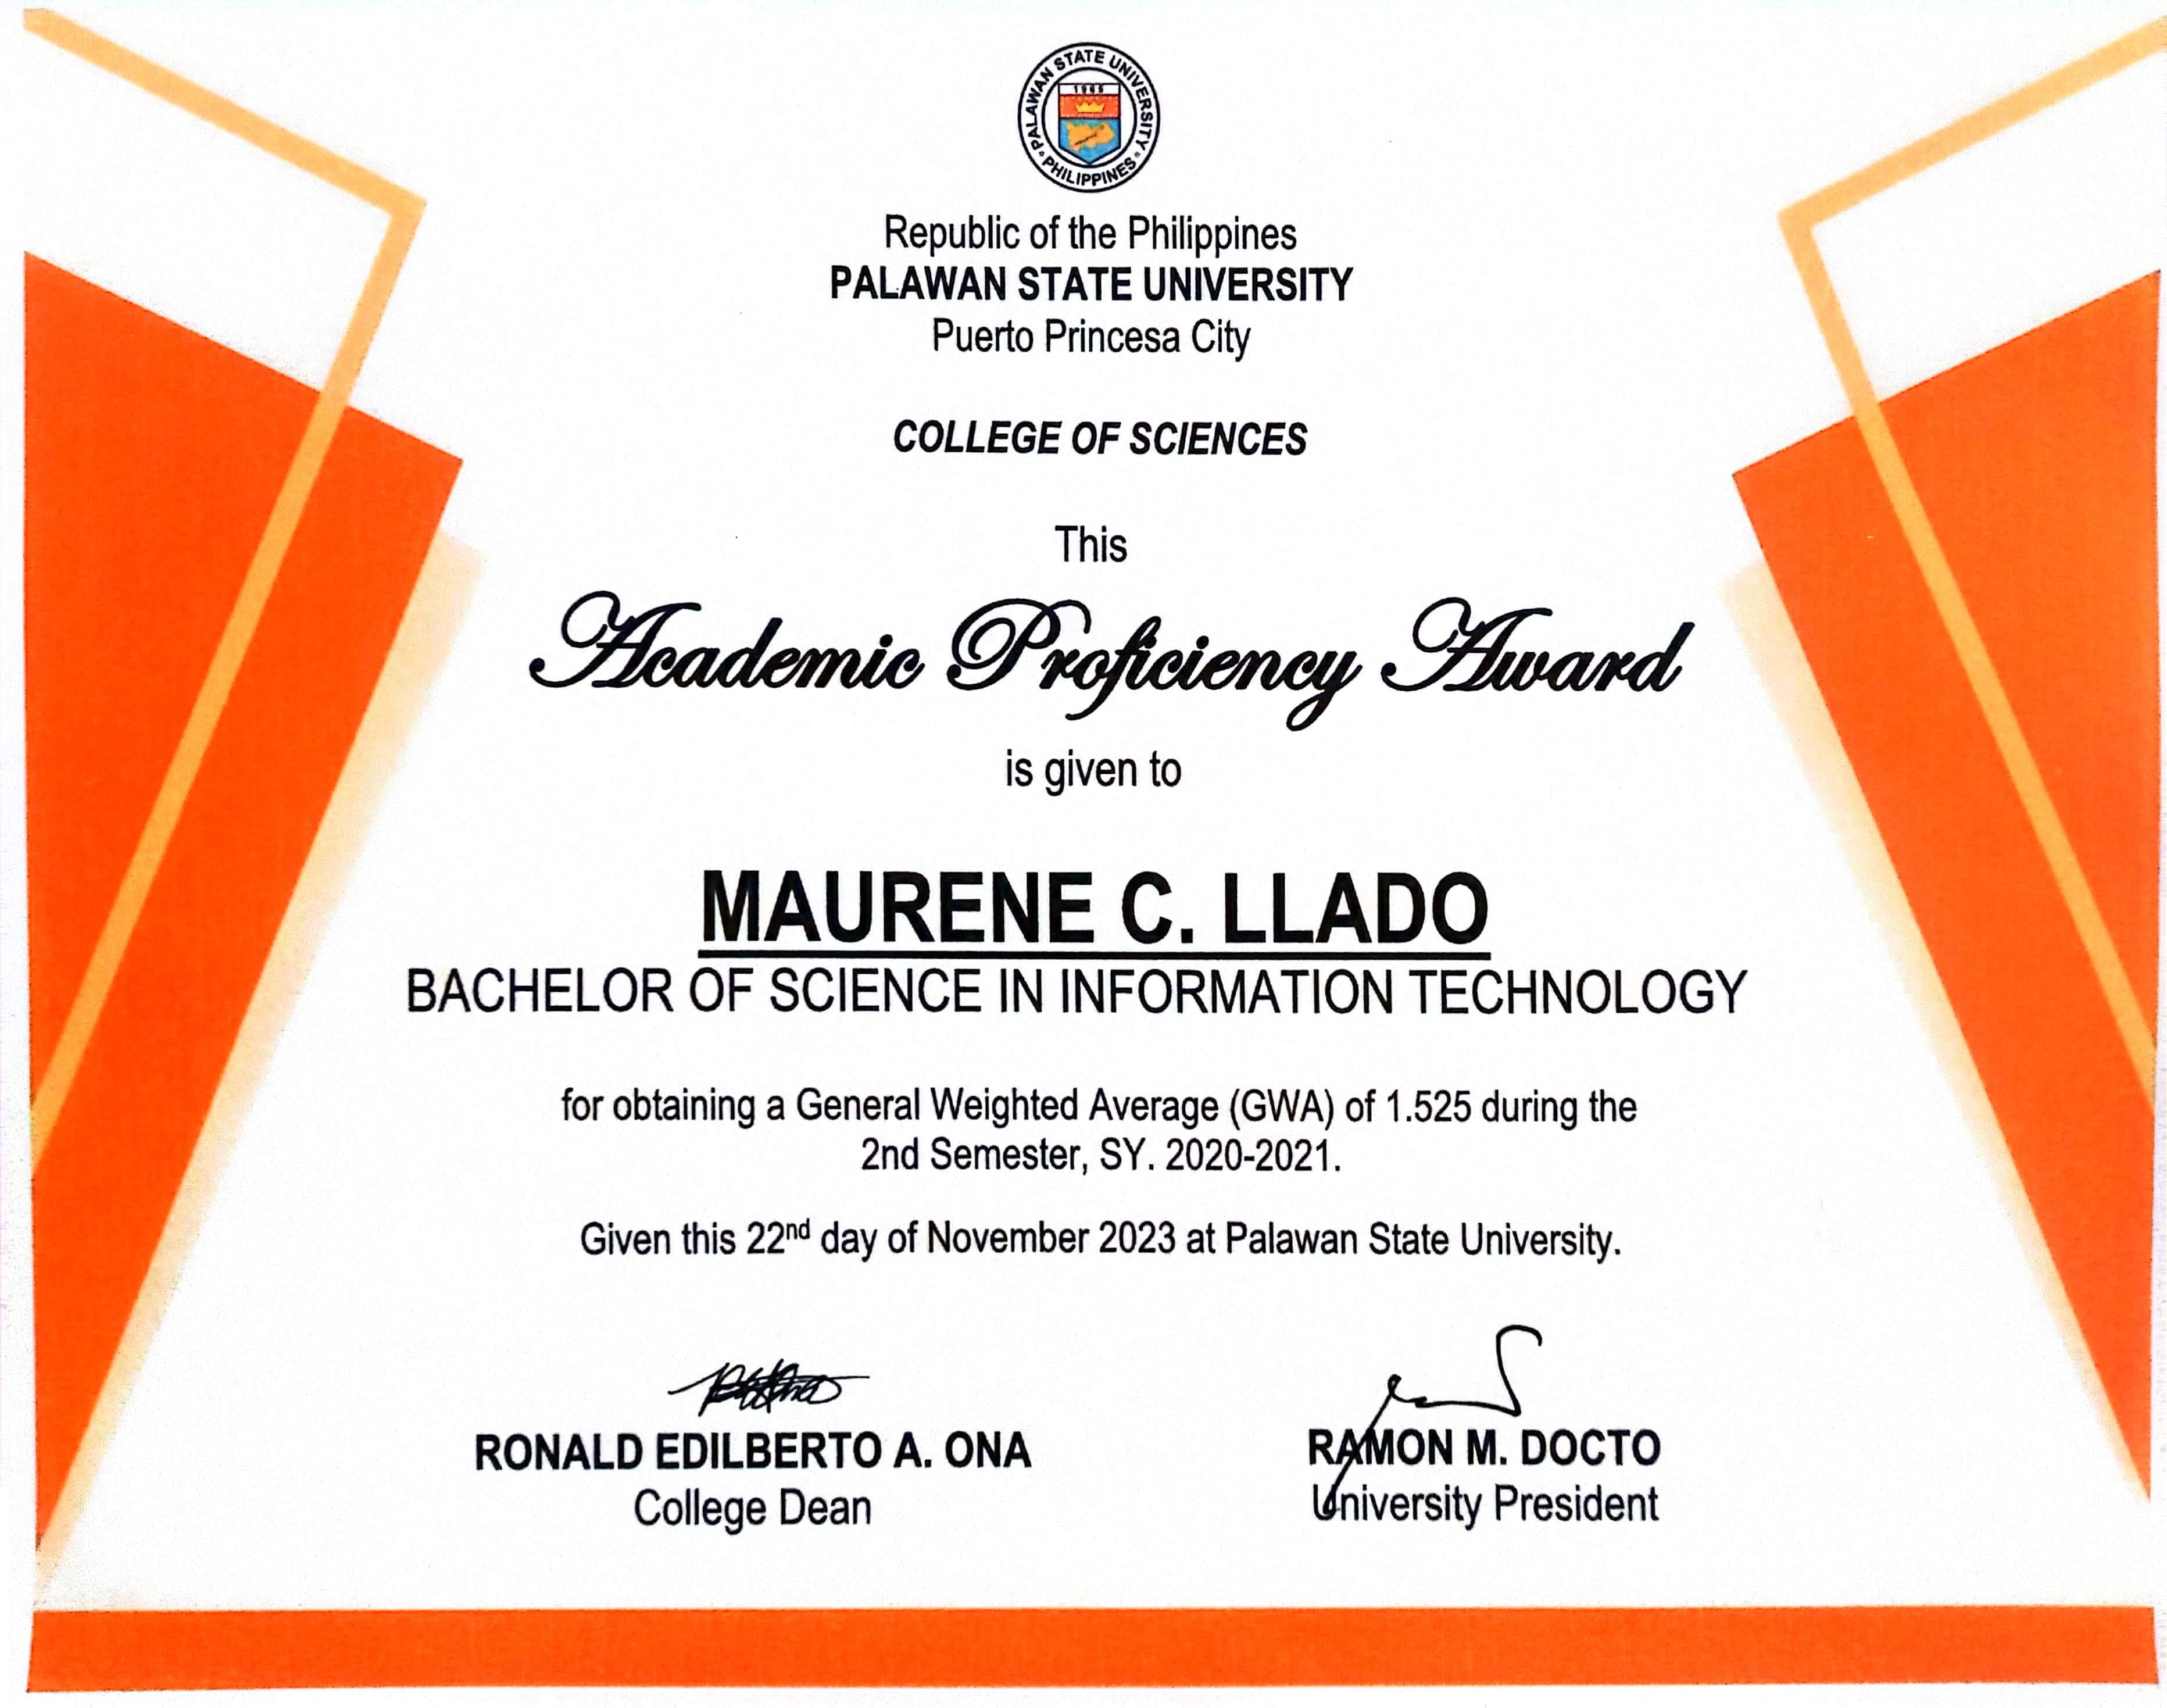 PALAWAN STATE UNIVERSITY
1965
PHILIPPINES
Republic of the Philippines
PALAWAN STATE UNIVERSITY
Puerto Princesa City
COLLEGE OF SCIENCES
This
Academic Proficiency Award
is given to
MAURENE C. LLADO
BACHELOR OF SCIENCE IN INFORMATION TECHNOLOGY
for obtaining a General Weighted Average (GWA) of 1.525 during the
2nd Semester, SY. 2020-2021.
Given this 22nd day of November 2023 at Palawan State University.
RONALD EDILBERTO A. ONA
College Dean
RAMON M. DOCTO
University President